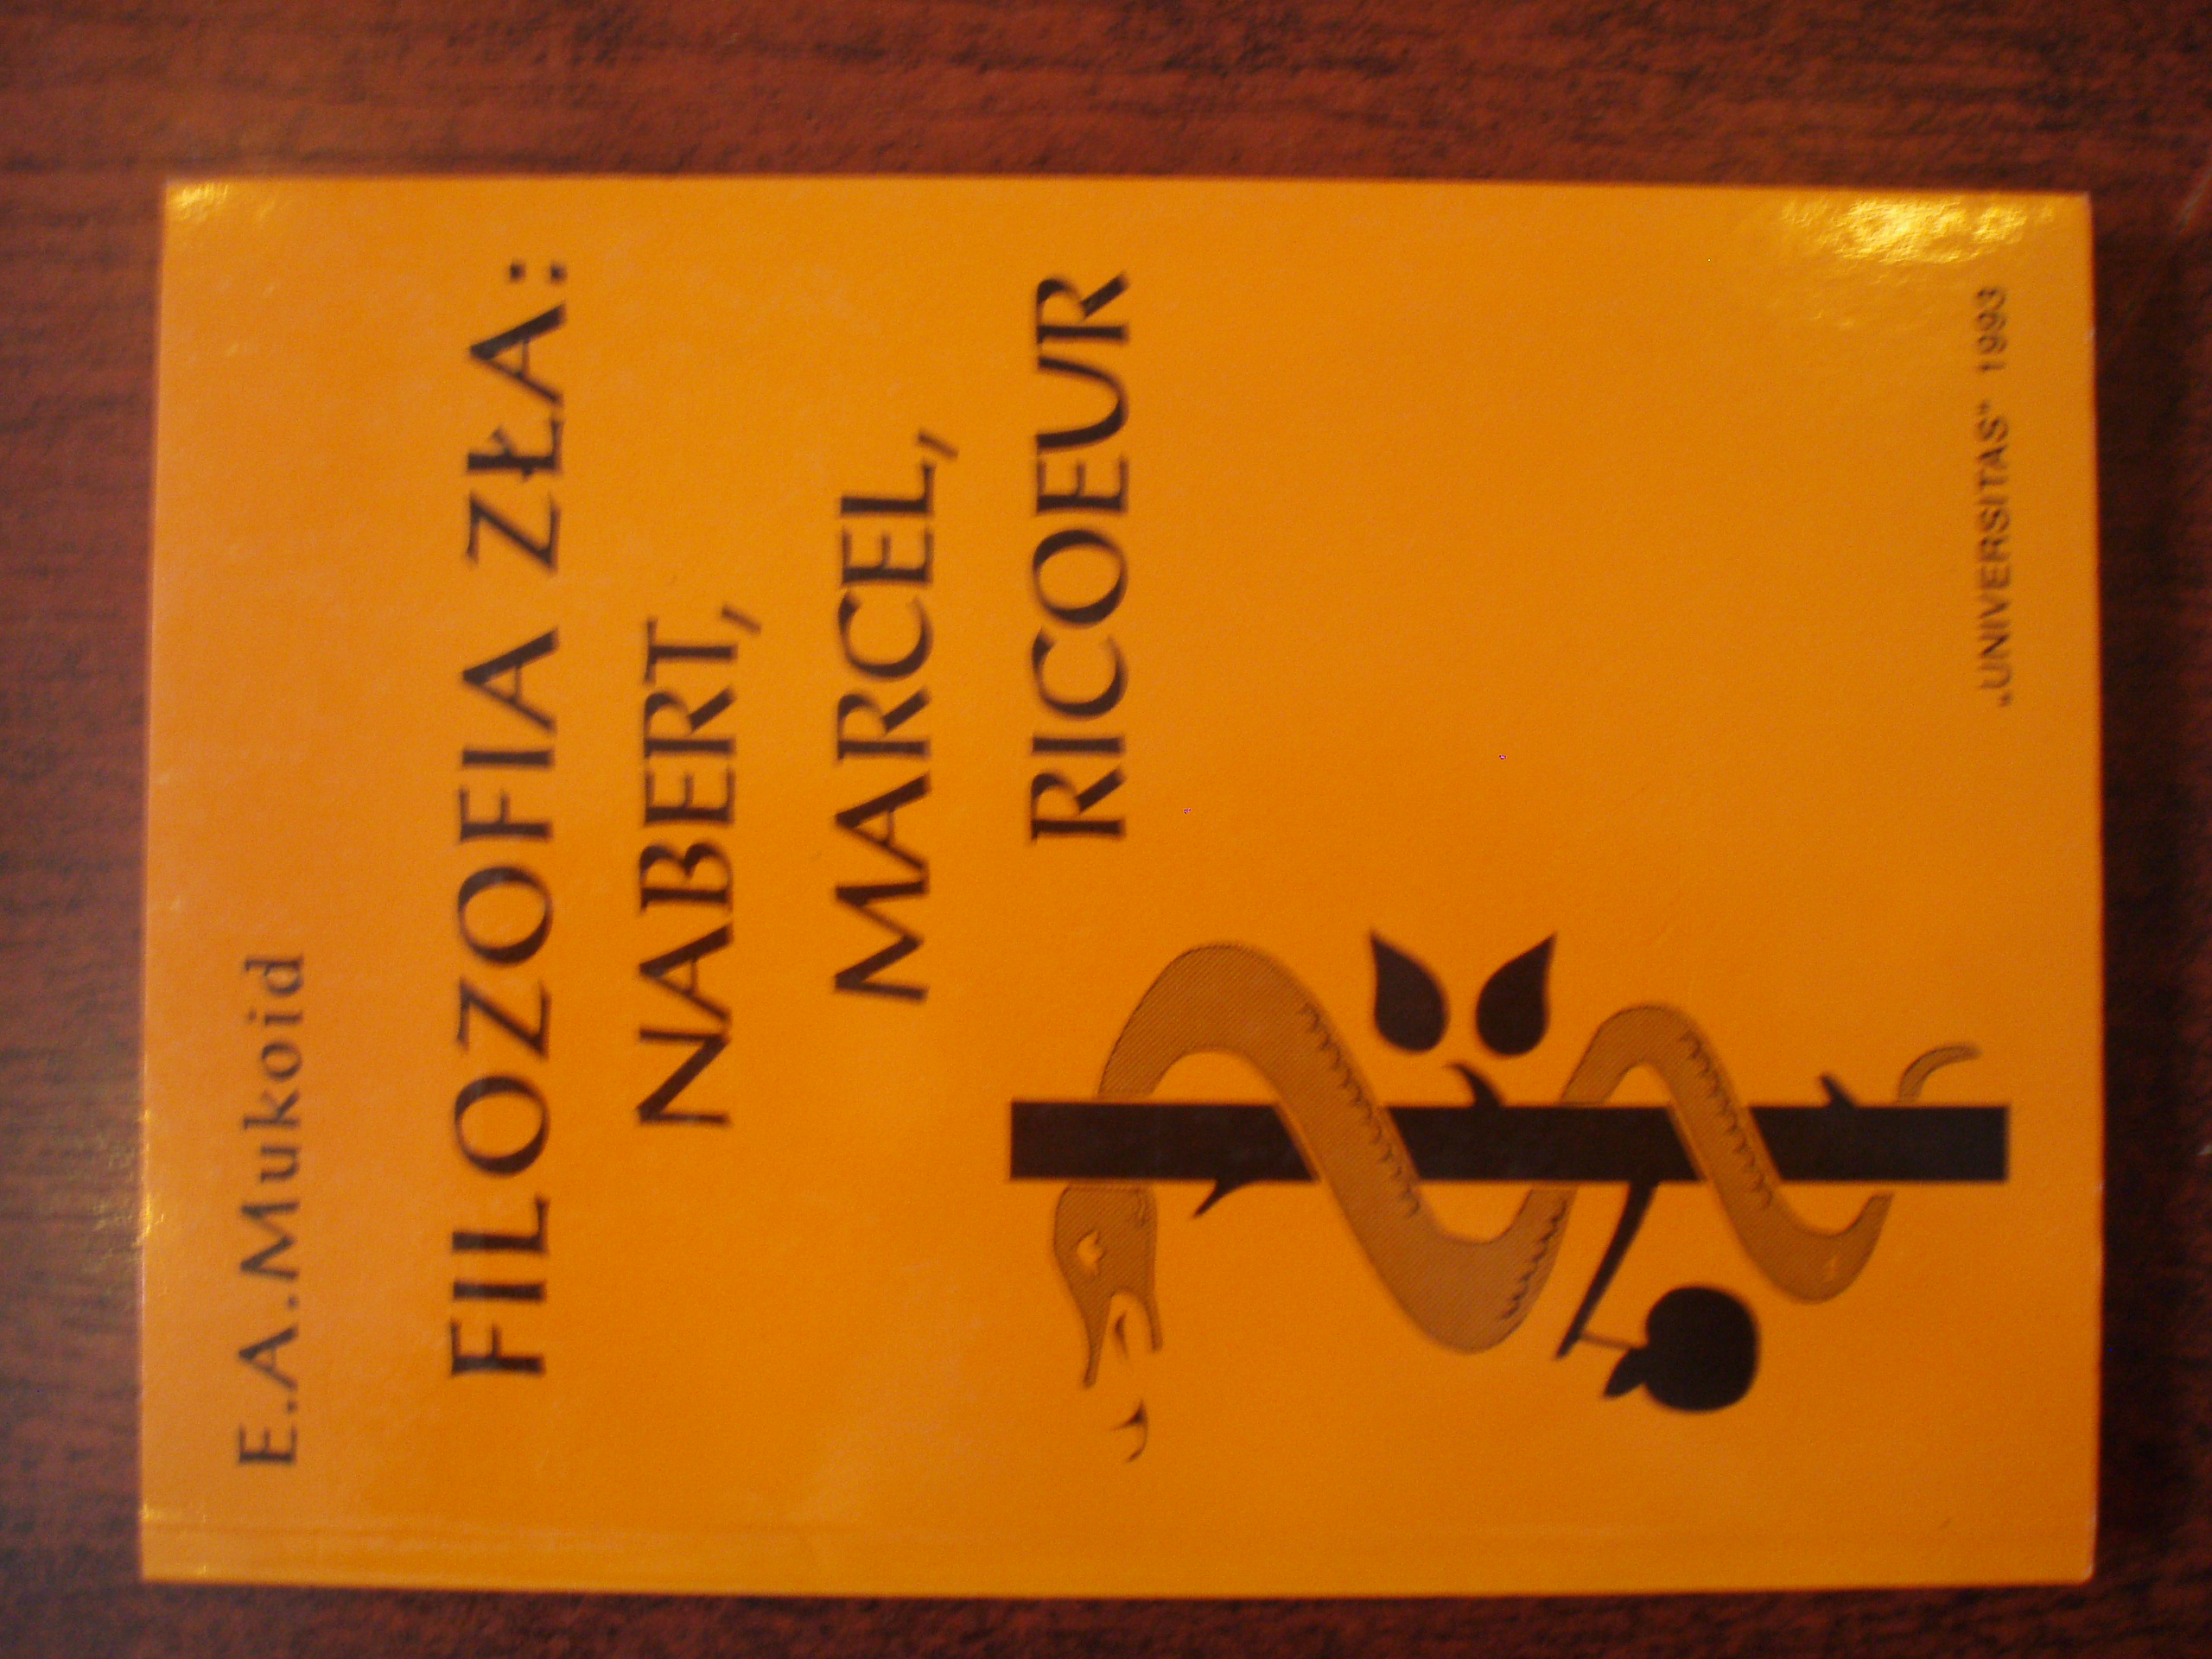 E.A.Mukoid
FILOZOFIA ZŁA:
NABERT,
MARCEL,
RICOEUR
„UNIVERSITAS" 1993